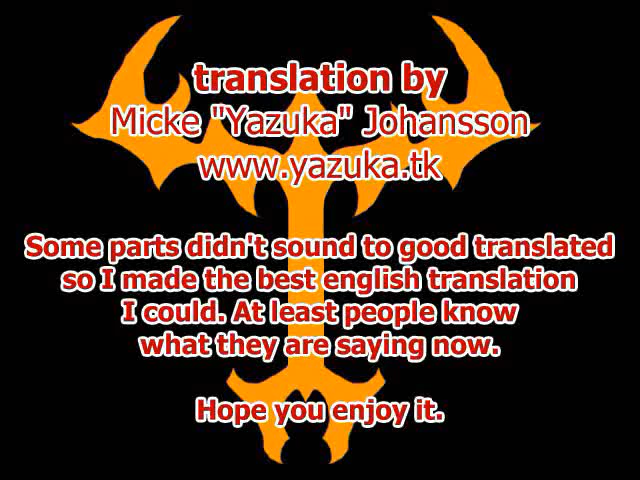 translation by
Micke "Yazuka" Johansson
www.yazuka.tk
Some parts didn't sound to good translated
so I made the best english translation
I could. At least people know
what they are saying now.
Hope you enjoy it.